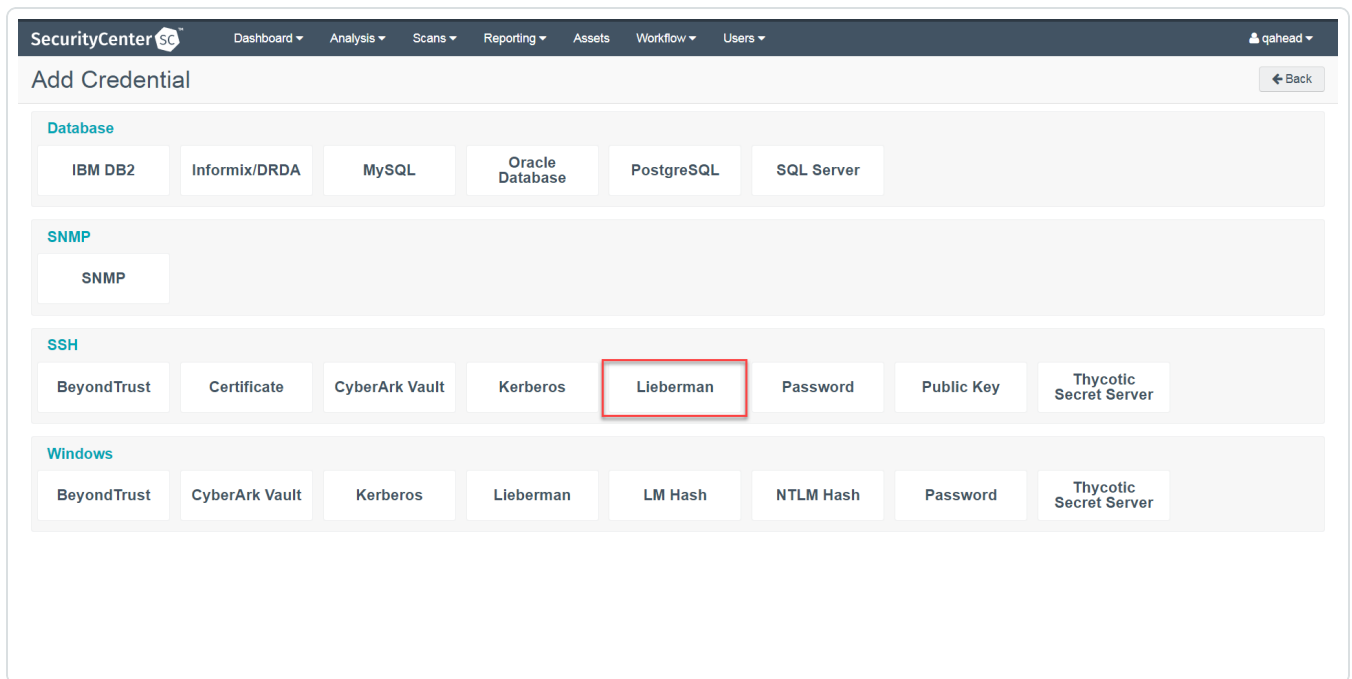 SecurityCenter SC™ Dashboard Analysis Scans Reporting Assets Workflow Users qahead
Add Credential Back
Database
IBM DB2 Informix/DRDA MySQL Oracle Database PostgreSQL SQL Server
SNMP
SNMP
SSH
BeyondTrust Certificate CyberArk Vault Kerberos Lieberman Password Public Key Thycotic Secret Server
Windows
BeyondTrust CyberArk Vault Kerberos Lieberman LM Hash NTLM Hash Password Thycotic Secret Server